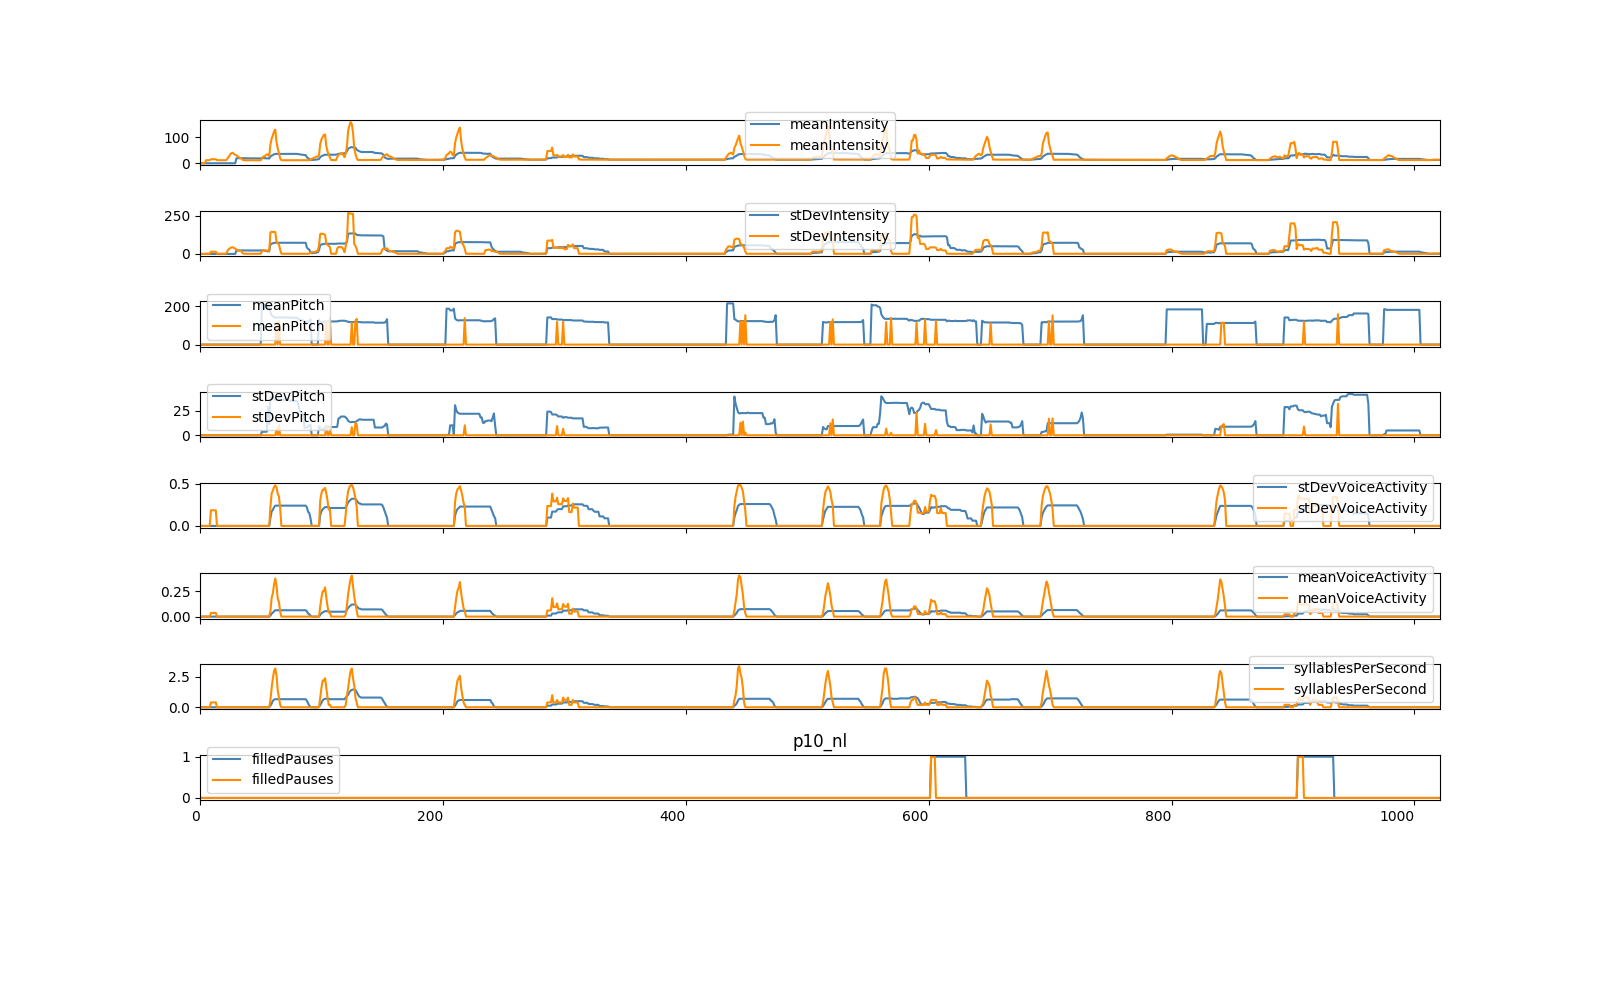 100
0
meanIntensity
meanIntensity
250
0
stDevIntensity
stDevIntensity
200
0
meanPitch
meanPitch
25
0
stDevPitch
stDevPitch
0.5
0.0
stDevVoiceActivity
stDevVoiceActivity
0.25
0.00
meanVoiceActivity
meanVoiceActivity
2.5
0.0
syllablesPerSecond
syllablesPerSecond
p10_nl
1
0
filledPauses
filledPauses
0 200 400 600 800 1000